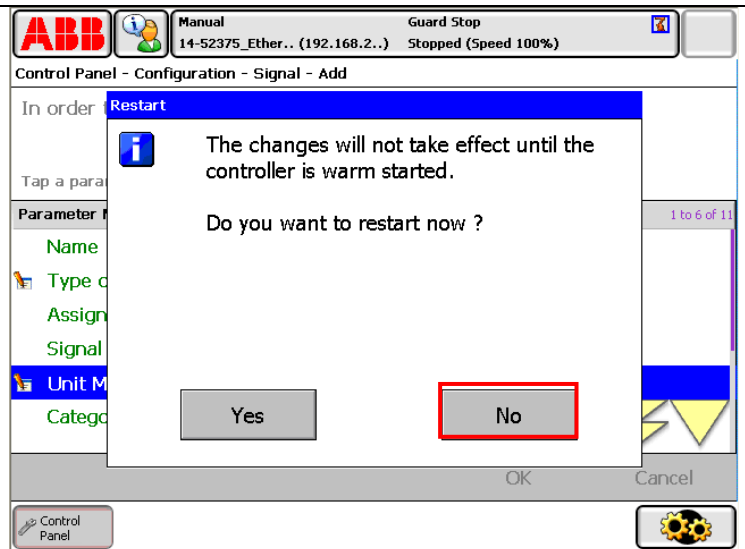 ABB
Manual
14-52375_Ether.. (192.168.2..)
Guard Stop
Stopped (Speed 100%)
Control Panel - Configuration - Signal - Add
In order
Restart
The changes will not take effect until the
controller is warm started.
Do you want to restart now ?
Tap a para
Parameter
1 to 6 of 11
Name
Type o
Assign
Signal
Unit M
Catego
Yes
No
OK
Cancel
Control
Panel